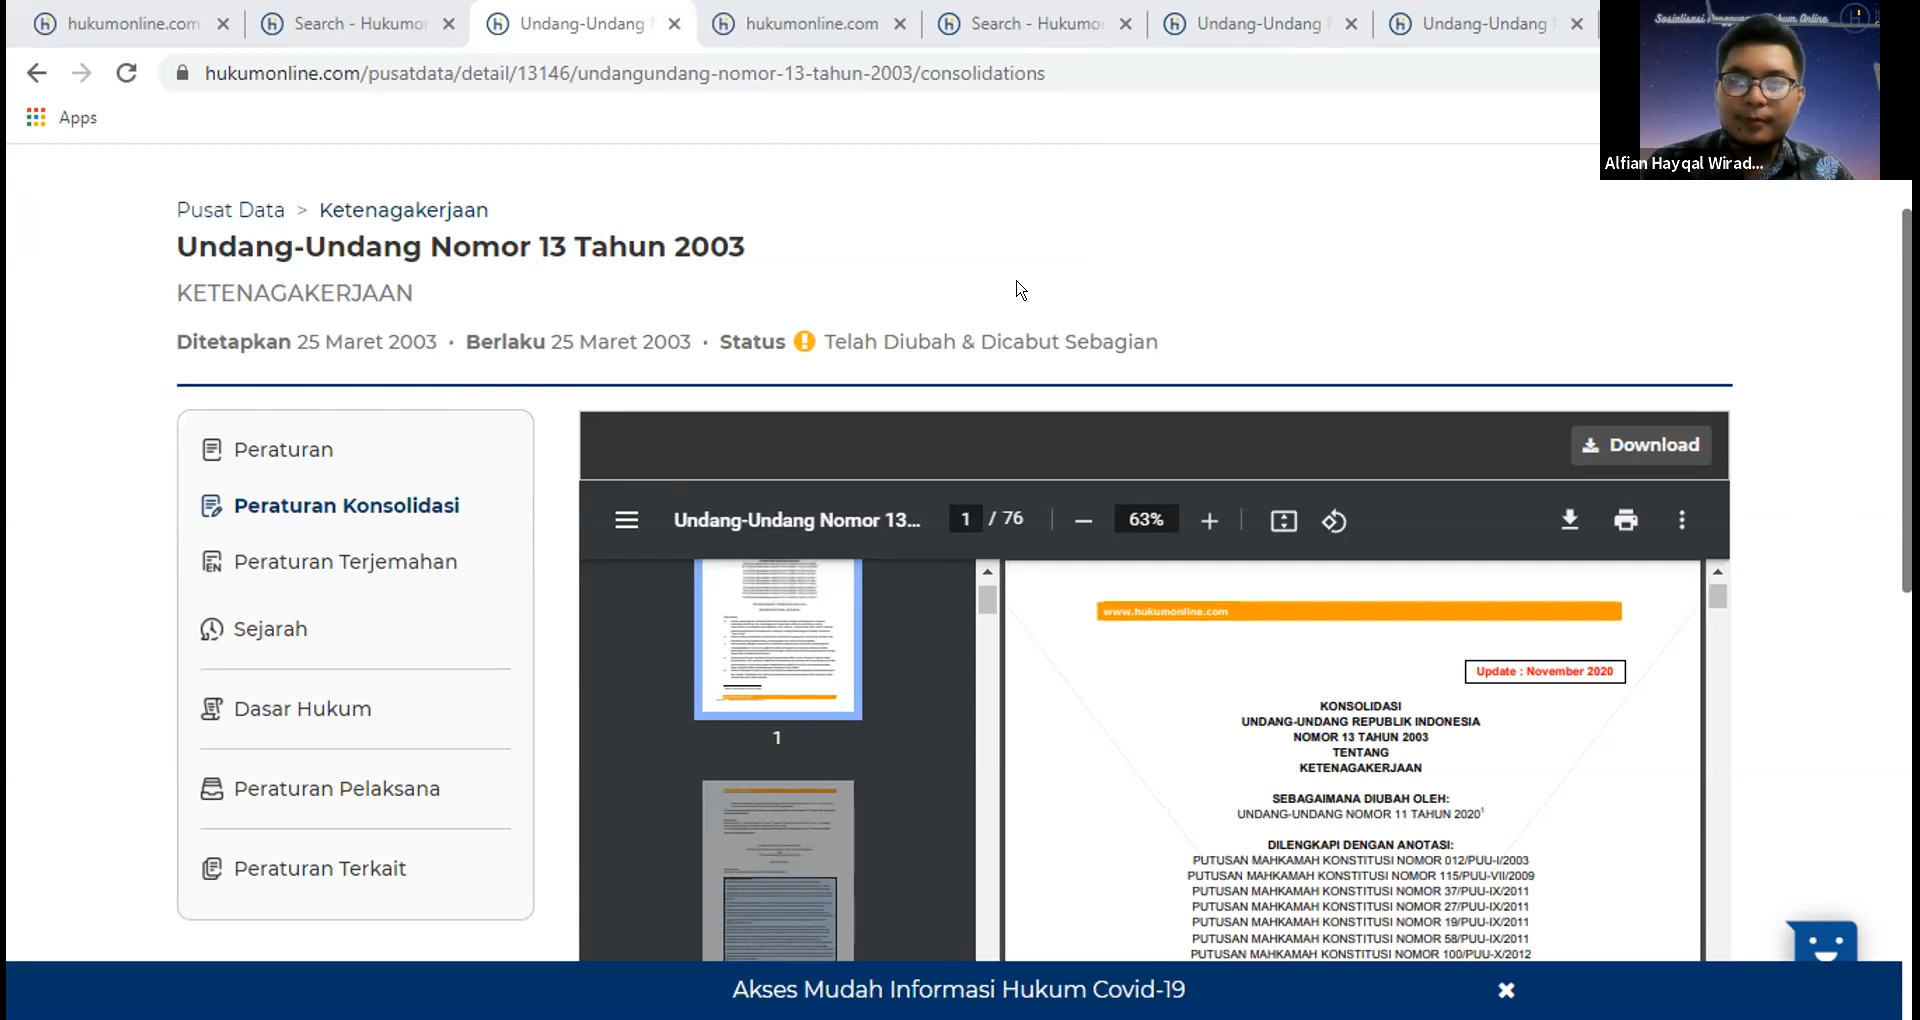 hukumonline.com
Search - Hukumo
Undang-Undang
hukumonline.com
Search - Hukumo
Undang-Undang
Undang-Undang
hukumonline.com/pusatdata/detail/13146/undangundang-nomor-13-tahun-2003/consolidations
Apps
Sosialisasi Hukum Online
Alfian Hayqal Wirad...
Pusat Data > Ketenagakerjaan
Undang-Undang Nomor 13 Tahun 2003
KETENAGAKERJAAN
Ditetapkan 25 Maret 2003 · Berlaku 25 Maret 2003 · Status Telah Diubah & Dicabut Sebagian
Peraturan
Peraturan Konsolidasi
Peraturan Terjemahan
Sejarah
Dasar Hukum
Peraturan Pelaksana
Peraturan Terkait
Download
Undang-Undang Nomor 13... 1 / 76 63%
1
www.hukumonline.com
Update : November 2020
KONSOLIDASI
UNDANG-UNDANG REPUBLIK INDONESIA
NOMOR 13 TAHUN 2003
TENTANG
KETENAGAKERJAAN
SEBAGAIMANA DIUBAH OLEH:
UNDANG-UNDANG NOMOR 11 TAHUN 2020¹
DILENGKAPI DENGAN ANOTASI:
PUTUSAN MAHKAMAH KONSTITUSI NOMOR 012/PUU-I/2003
PUTUSAN MAHKAMAH KONSTITUSI NOMOR 115/PUU-VII/2009
PUTUSAN MAHKAMAH KONSTITUSI NOMOR 37/PUU-IX/2011
PUTUSAN MAHKAMAH KONSTITUSI NOMOR 27/PUU-IX/2011
PUTUSAN MAHKAMAH KONSTITUSI NOMOR 19/PUU-IX/2011
PUTUSAN MAHKAMAH KONSTITUSI NOMOR 58/PUU-IX/2011
PUTUSAN MAHKAMAH KONSTITUSI NOMOR 100/PUU-X/2012
Akses Mudah Informasi Hukum Covid-19